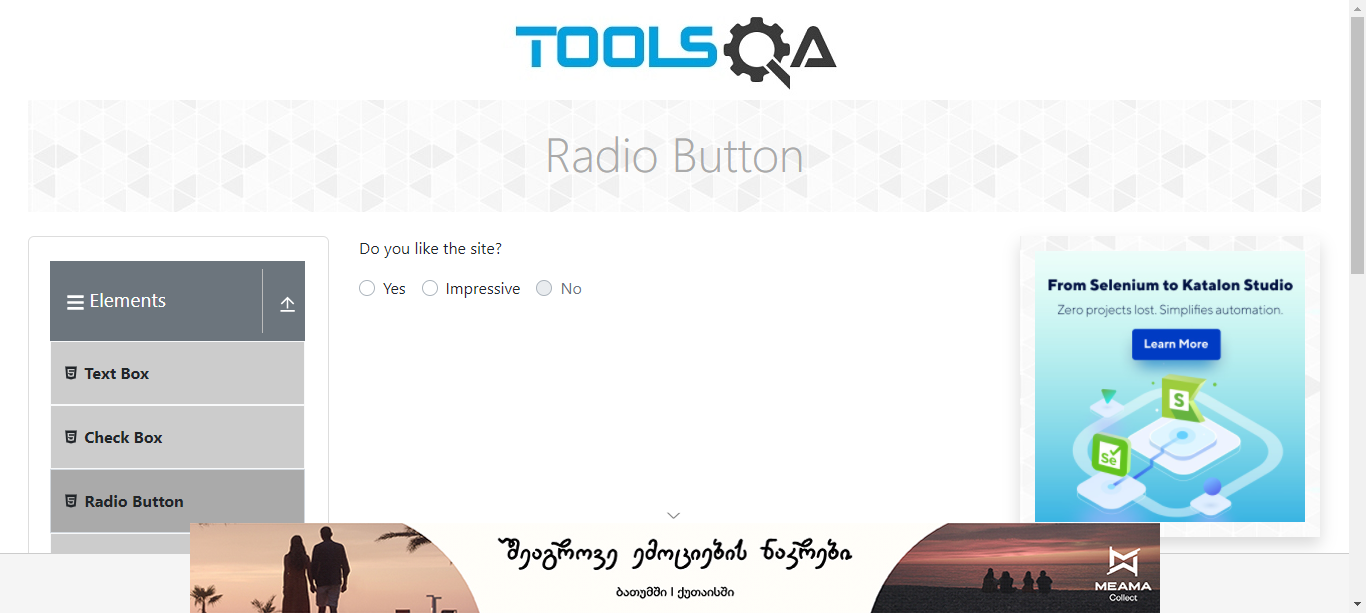 TOOLSQA
Radio Button
Elements
Text Box
Check Box
Radio Button
Do you like the site?
Yes
Impressive
No
From Selenium to Katalon Studio
Zero projects lost. Simplifies automation.
Learn More
S
Se
შეაგროვე ემოციების ნაკრები
ბათუმში | ქუთაისში
MEAMA
Collect